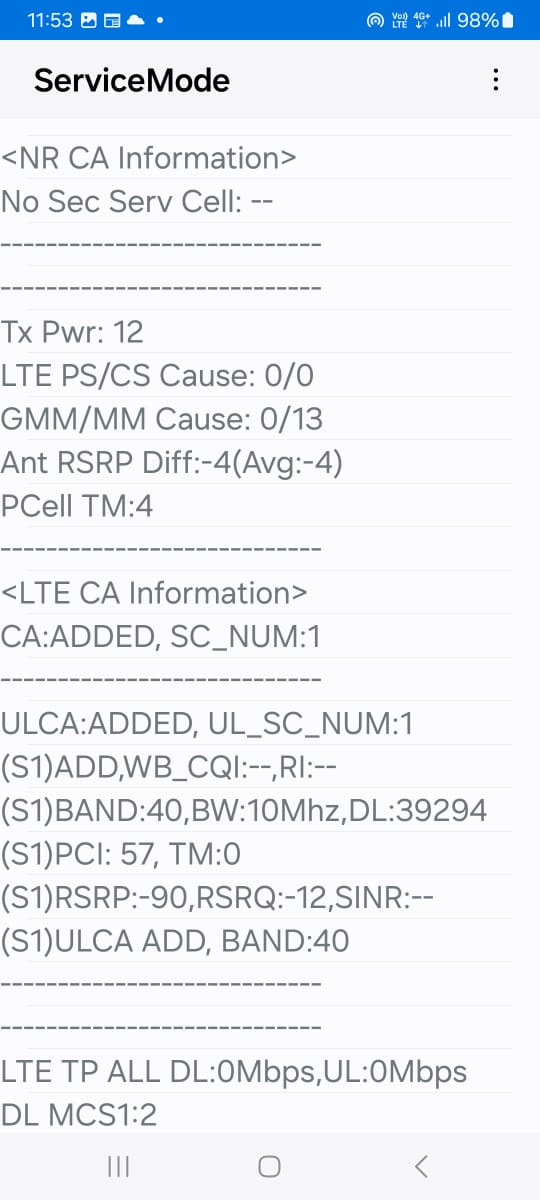 11:53 Vo) LTE 4G+ 98%
ServiceMode
<NR CA Information>
No Sec Serv Cell: --
----------------------------
----------------------------
Tx Pwr: 12
LTE PS/CS Cause: 0/0
GMM/MM Cause: 0/13
Ant RSRP Diff:-4(Avg:-4)
PCell TM:4
----------------------------
<LTE CA Information>
CA:ADDED, SC_NUM:1
----------------------------
ULCA:ADDED, UL_SC_NUM:1
(S1)ADD,WB_CQI:--,RI:--
(S1)BAND:40,BW:10Mhz,DL:39294
(S1)PCI: 57, TM:0
(S1)RSRP:-90,RSRQ:-12,SINR:--
(S1)ULCA ADD, BAND:40
----------------------------
----------------------------
LTE TP ALL DL:0Mbps,UL:0Mbps
DL MCS1:2